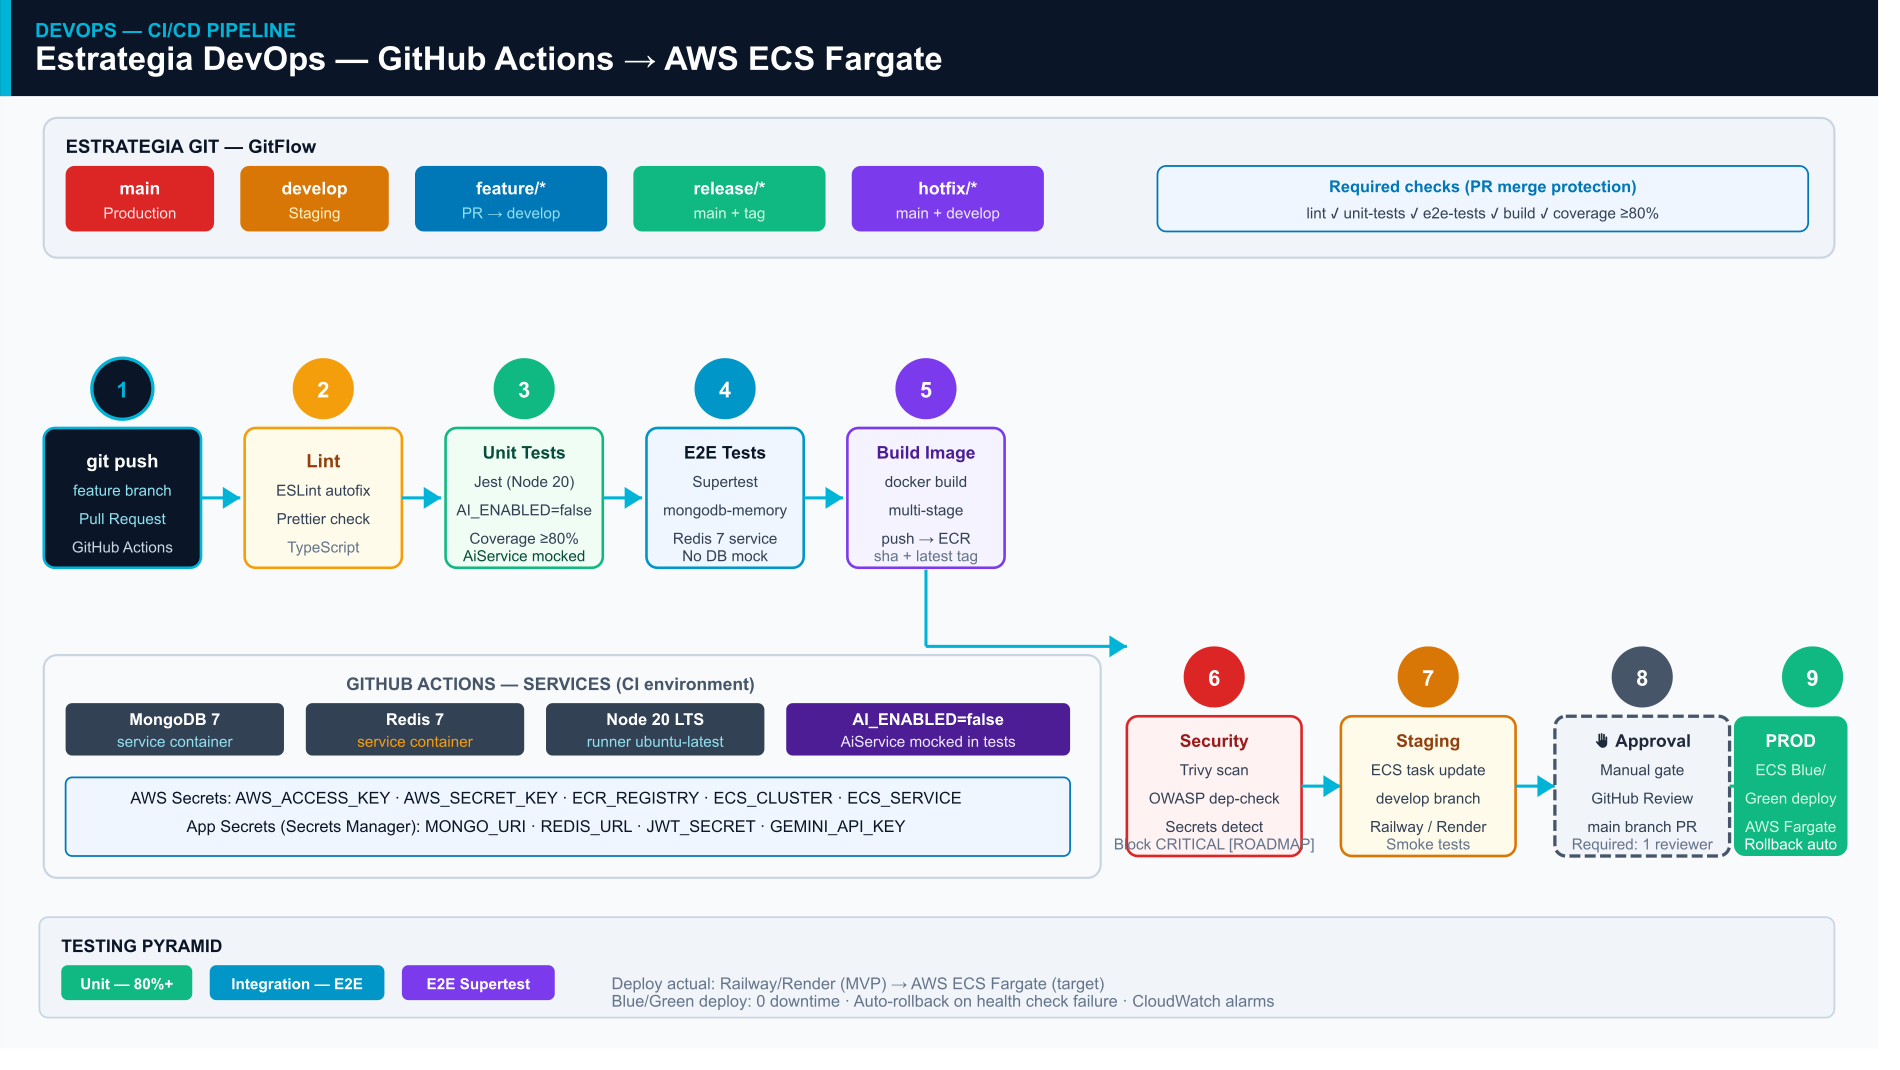 DEVOPS — CI/CD PIPELINE
Estrategia DevOps — GitHub Actions → AWS ECS Fargate
ESTRATEGIA GIT — GitFlow
main
Production
develop
Staging
feature/*
PR → develop
release/*
main + tag
hotfix/*
main + develop
Required checks (PR merge protection)
lint ✓ unit-tests ✓ e2e-tests ✓ build ✓ coverage ≥80%
1
git push
feature branch
Pull Request
GitHub Actions
2
Lint
ESLint autofix
Prettier check
TypeScript
3
Unit Tests
Jest (Node 20)
AI_ENABLED=false
Coverage ≥80%
AiService mocked
4
E2E Tests
Supertest
mongodb-memory
Redis 7 service
No DB mock
5
Build Image
docker build
multi-stage
push → ECR
sha + latest tag
GITHUB ACTIONS — SERVICES (CI environment)
MongoDB 7
service container
Redis 7
service container
Node 20 LTS
runner ubuntu-latest
AI_ENABLED=false
AiService mocked in tests
AWS Secrets: AWS_ACCESS_KEY · AWS_SECRET_KEY · ECR_REGISTRY · ECS_CLUSTER · ECS_SERVICE
App Secrets (Secrets Manager): MONGO_URI · REDIS_URL · JWT_SECRET · GEMINI_API_KEY
6
Security
Trivy scan
OWASP dep-check
Secrets detect
Block CRITICAL [ROADMAP]
7
Staging
ECS task update
develop branch
Railway / Render
Smoke tests
8
Approval
Manual gate
GitHub Review
main branch PR
Required: 1 reviewer
9
PROD
ECS Blue/
Green deploy
AWS Fargate
Rollback auto
TESTING PYRAMID
Unit — 80%+
Integration — E2E
E2E Supertest
Deploy actual: Railway/Render (MVP) → AWS ECS Fargate (target)
Blue/Green deploy: 0 downtime · Auto-rollback on health check failure · CloudWatch alarms